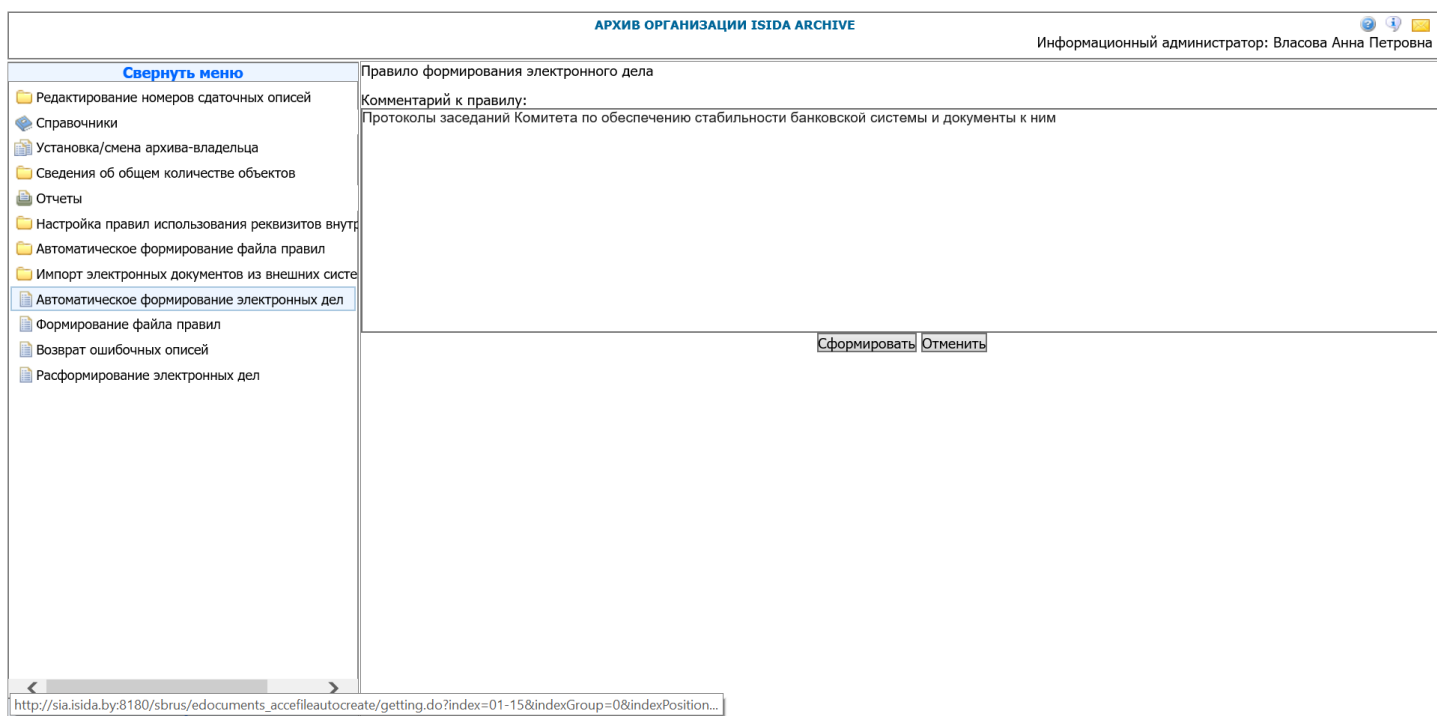 АРХИВ ОРГАНИЗАЦИИ ISIDA ARCHIVE
Информационный администратор: Власова Анна Петровна
Свернуть меню
Редактирование номеров сдаточных описей
Справочники
Установка/смена архива-владельца
Сведения об общем количестве объектов
Отчеты
Настройка правил использования реквизитов внутр
Автоматическое формирование файла правил
Импорт электронных документов из внешних систе
Автоматическое формирование электронных дел
Формирование файла правил
Возврат ошибочных описей
Расформирование электронных дел
Правило формирования электронного дела
Комментарий к правилу:
Протоколы заседаний Комитета по обеспечению стабильности банковской системы и документы к ним
Сформировать Отменить
http://sia.isida.by:8180/sbrus/edocuments_accefileautocreate/getting.do?index=01-15&indexGroup=0&indexPosition...